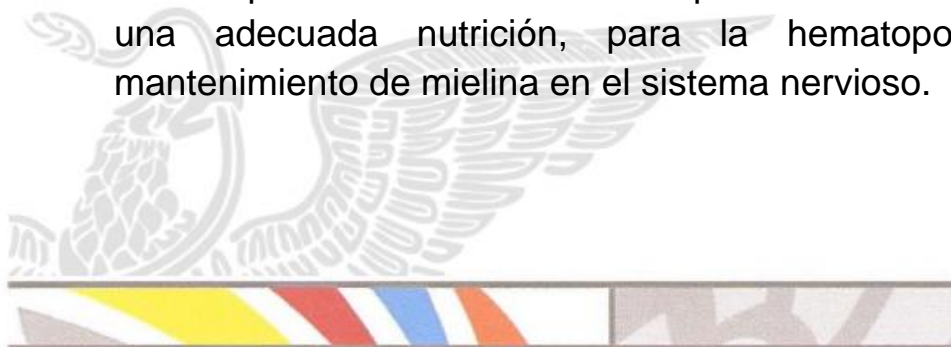 una adecuada nutrición, para la hematopo
mantenimiento de mielina en el sistema nervioso.